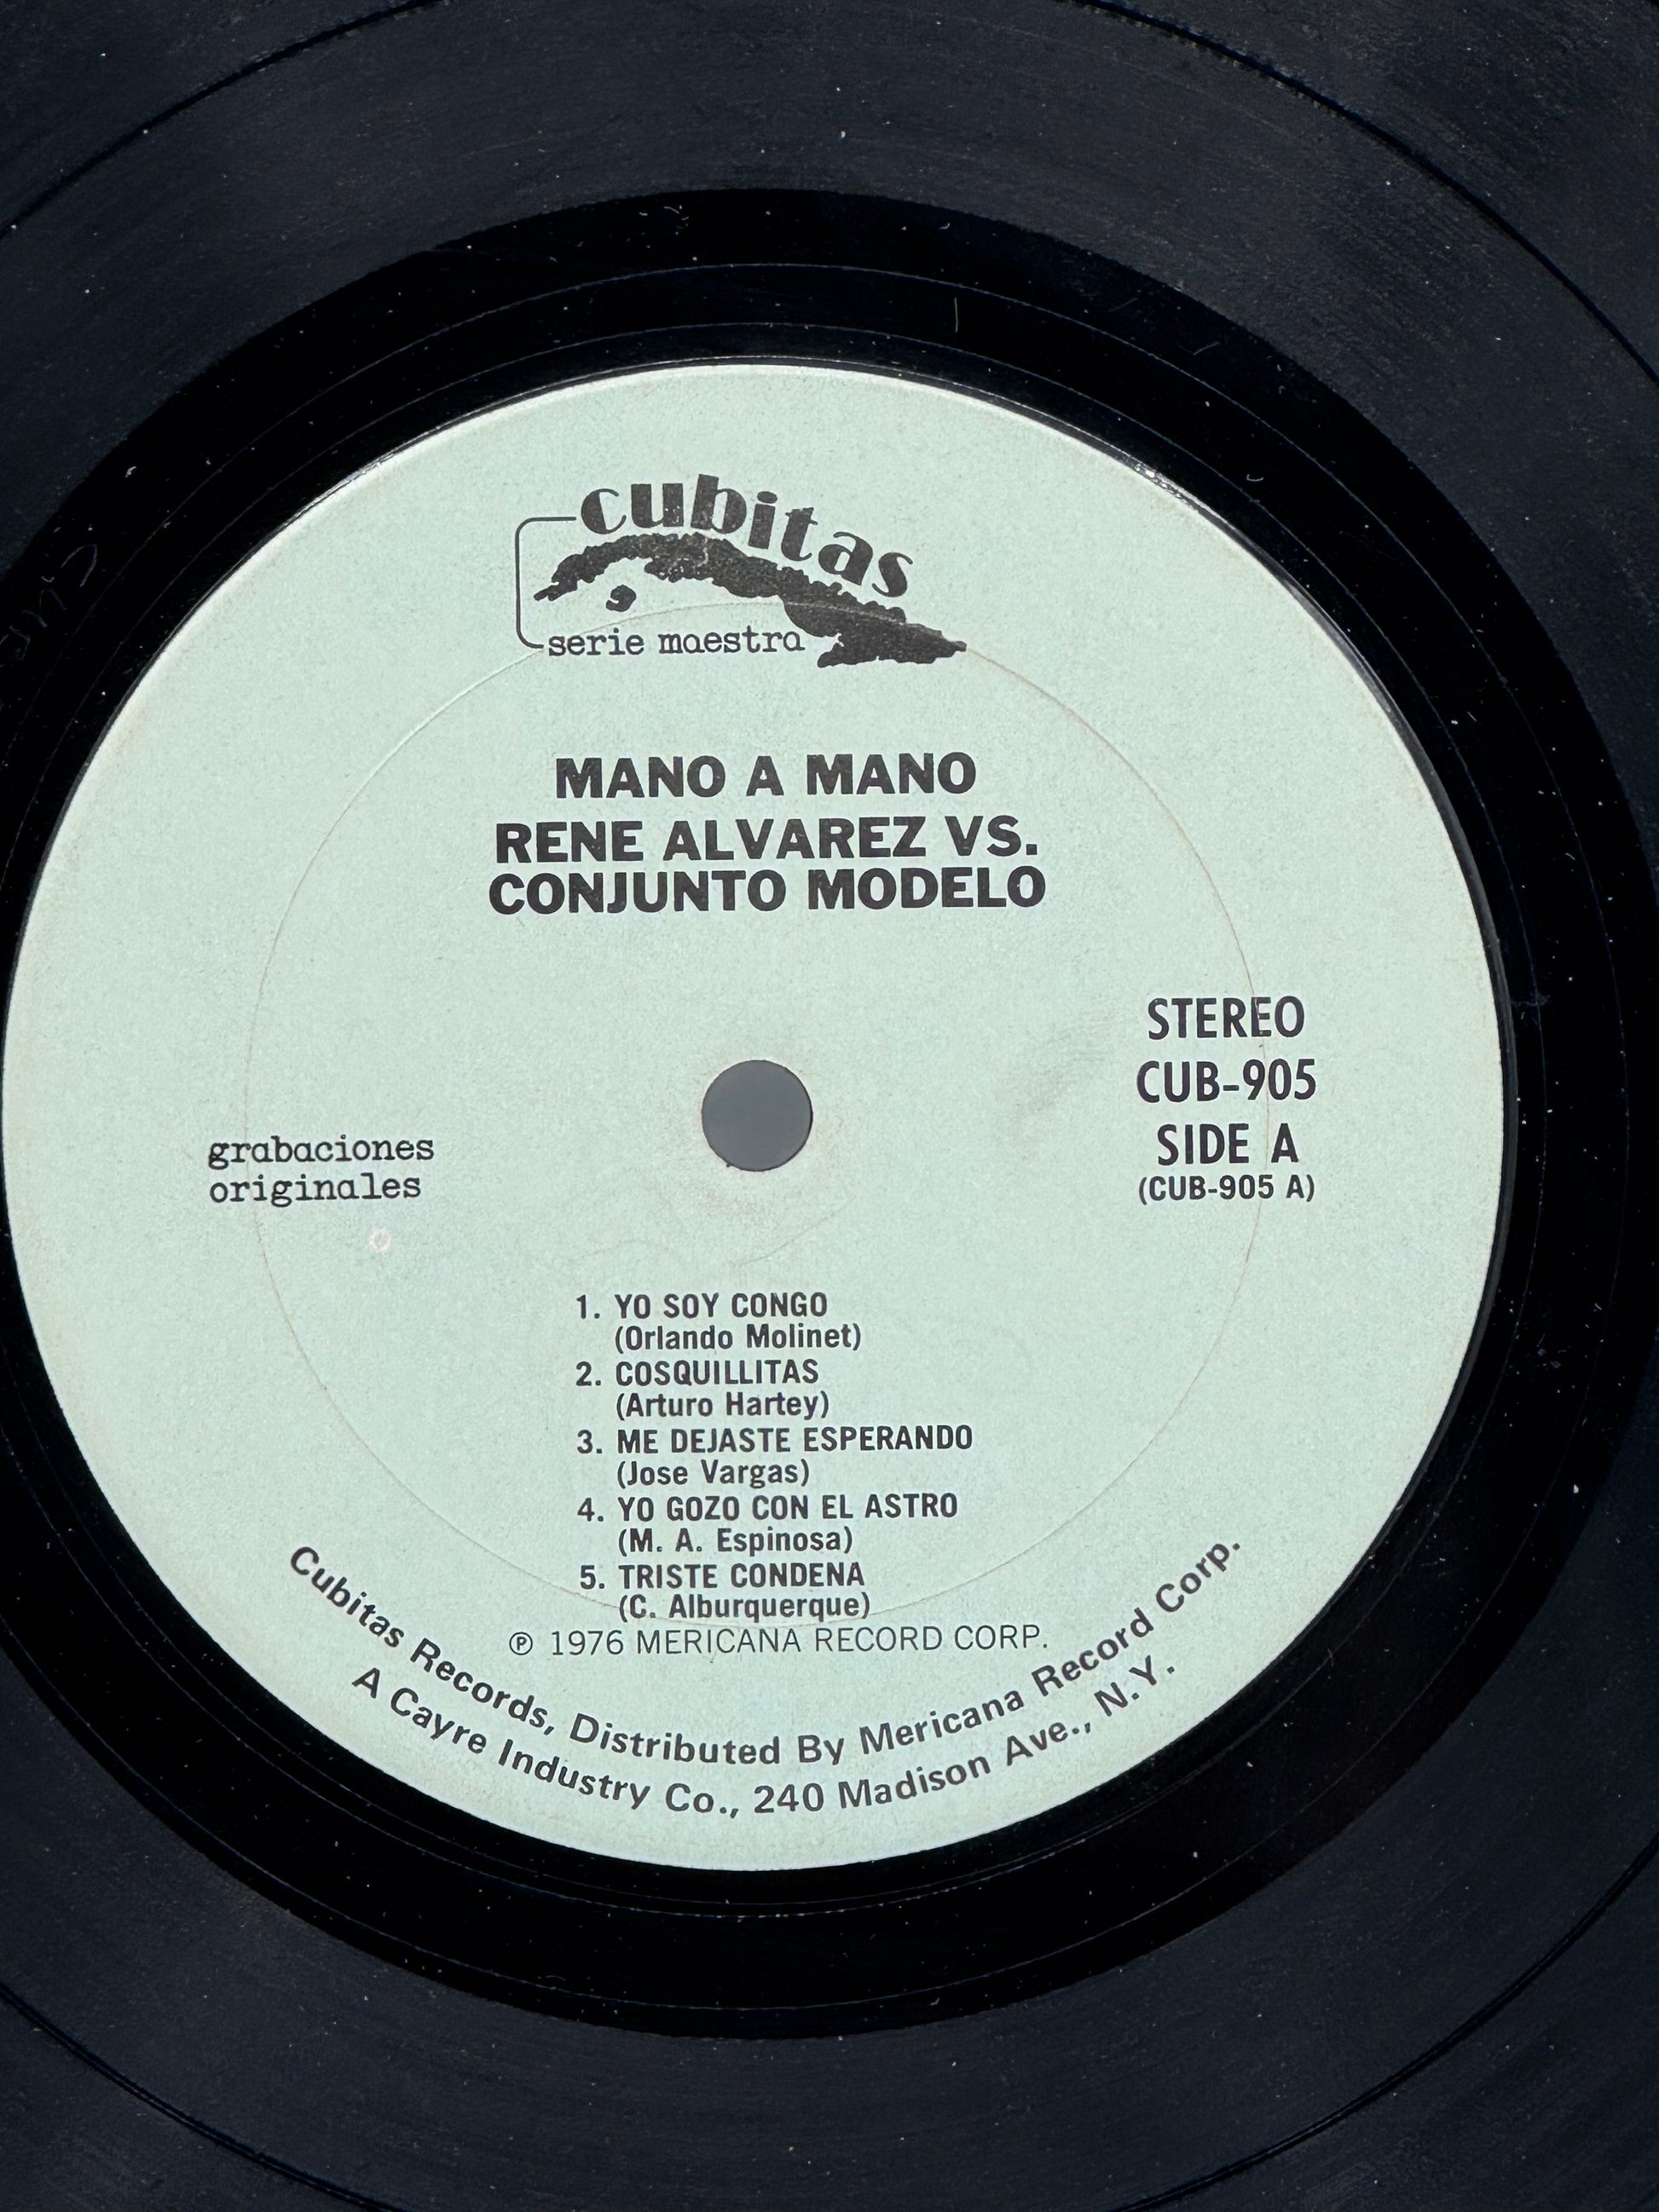 cubitas
serie maestra
MANO A MANO
RENE ALVAREZ VS.
CONJUNTO MODELO
STEREO
CUB-905
SIDE A
(CUB-905 A)
grabaciones
originales
1. YO SOY CONGO
(Orlando Molinet)
2. COSQUILLITAS
(Arturo Hartey)
3. ME DEJASTE ESPERANDO
(Jose Vargas)
4. YO GOZO CON EL ASTRO
(M. A. Espinosa)
5. TRISTE CONDENA
(C. Alburquerque)
℗ 1976 MERICANA RECORD CORP.
Cubitas Records, Distributed By Mericana Record Corp.
A Cayre Industry Co., 240 Madison Ave., N.Y.